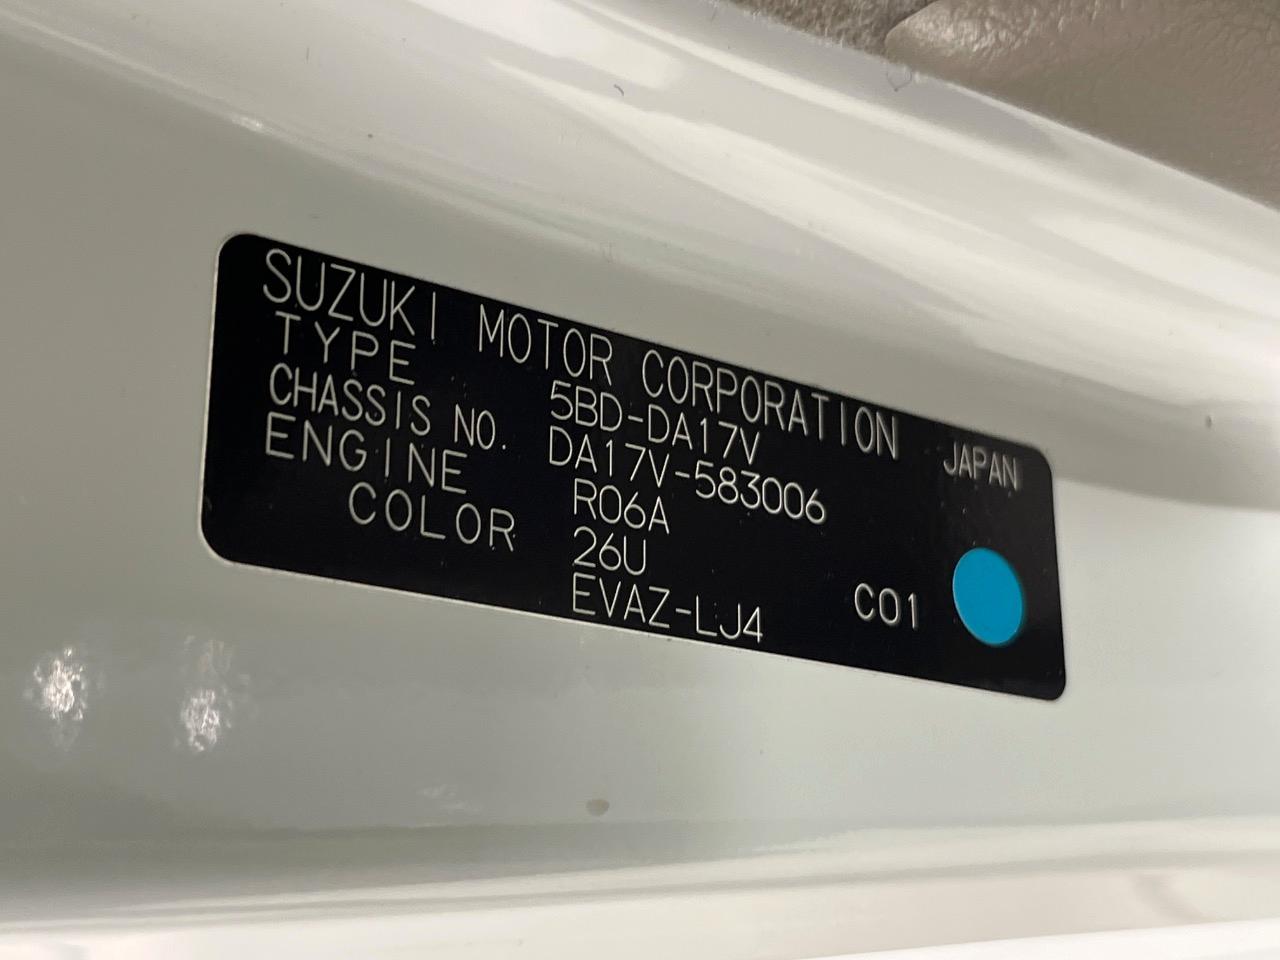 SUZUKI MOTOR CORPORATION JAPAN
TYPE 5BD-DA17V
CHASSIS NO. DA17V-583006
ENGINE R06A
COLOR 26U
EVAZ-LJ4 C01